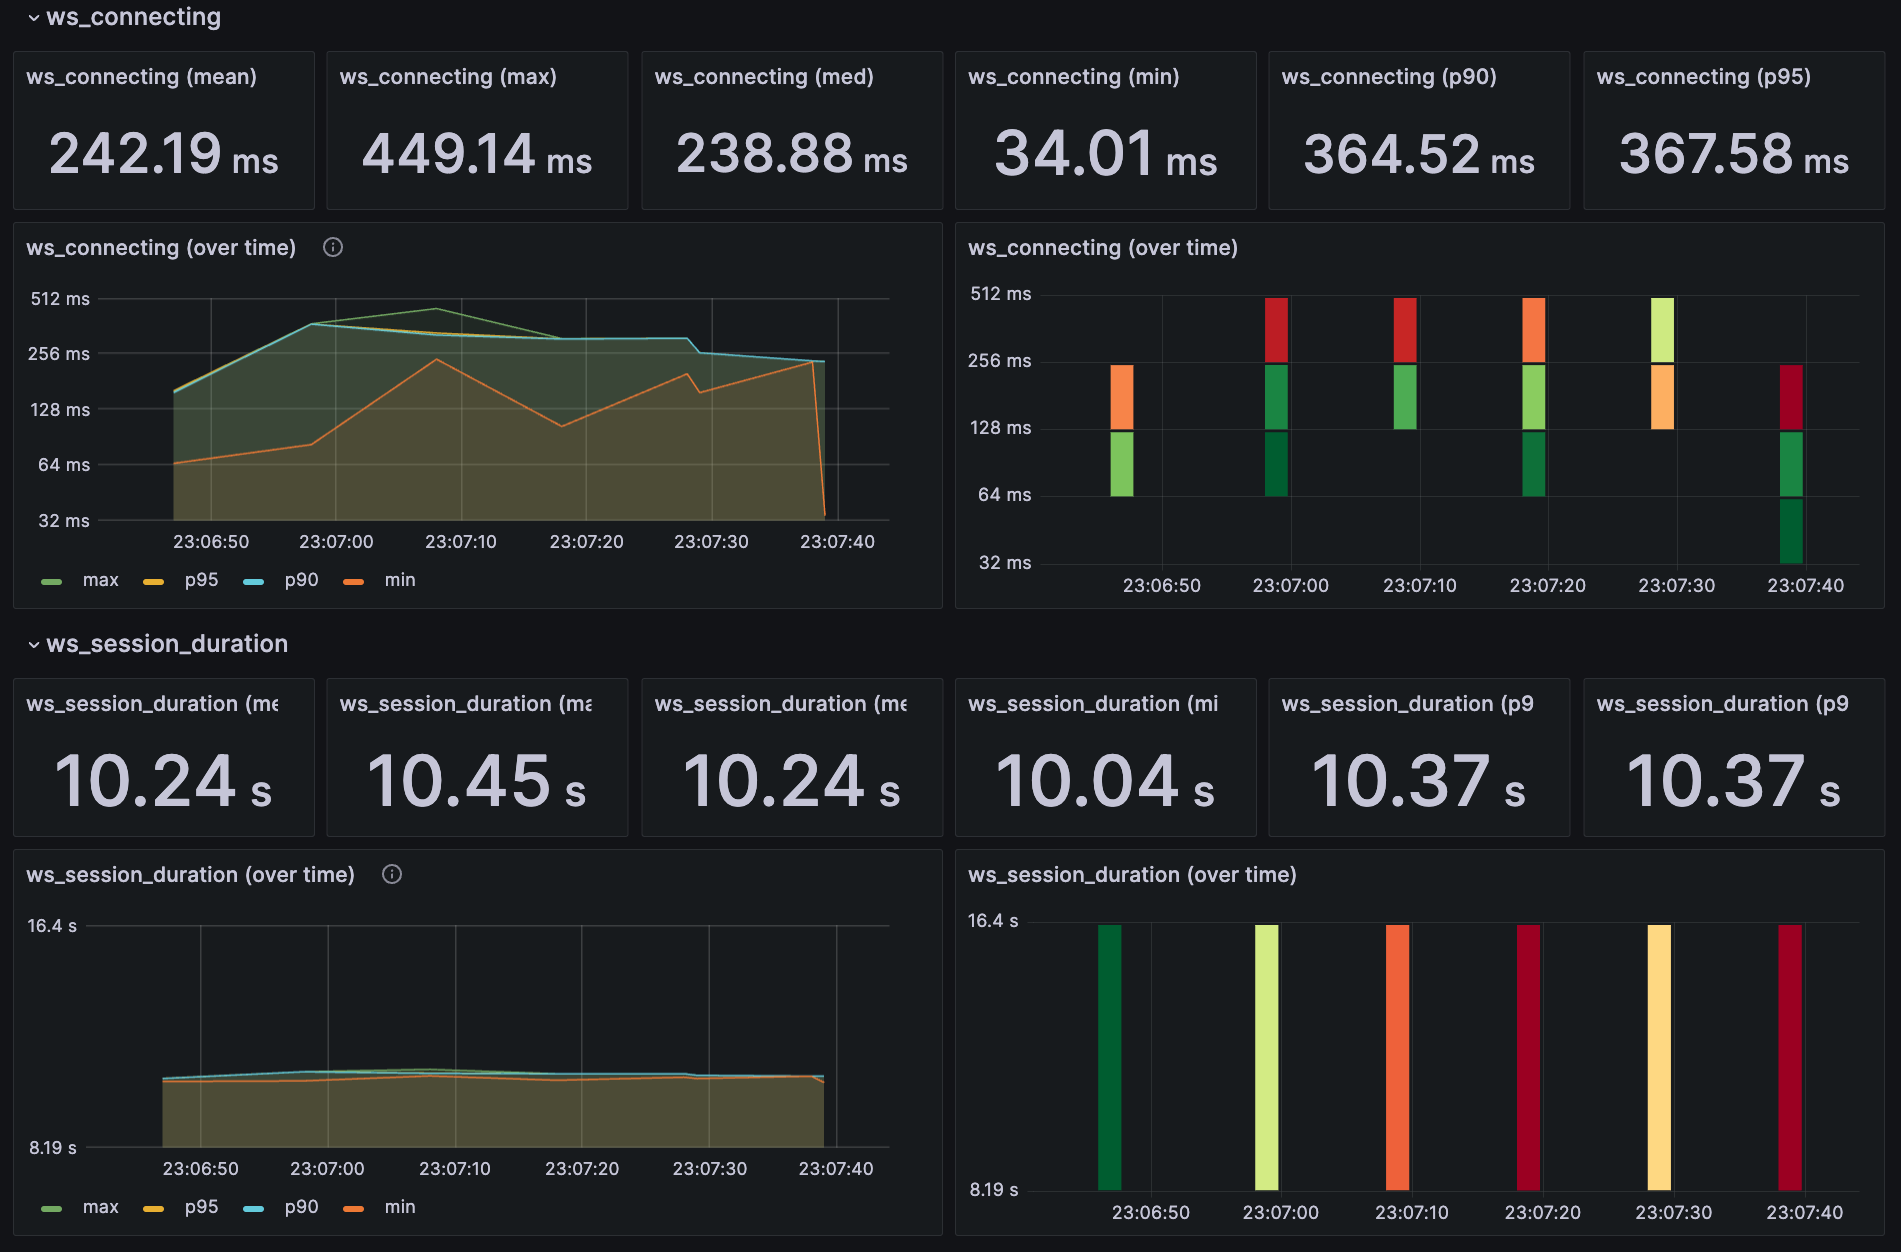 ws_connecting
ws_connecting (mean)
242.19 ms
ws_connecting (max)
449.14 ms
ws_connecting (med)
238.88 ms
ws_connecting (min)
34.01 ms
ws_connecting (p90)
364.52 ms
ws_connecting (p95)
367.58 ms
ws_connecting (over time)
512 ms
256 ms
128 ms
64 ms
32 ms
23:06:50 23:07:00 23:07:10 23:07:20 23:07:30 23:07:40
max p95 p90 min
ws_connecting (over time)
512 ms
256 ms
128 ms
64 ms
32 ms
23:06:50 23:07:00 23:07:10 23:07:20 23:07:30 23:07:40
ws_session_duration
ws_session_duration (me
10.24 s
ws_session_duration (ma
10.45 s
ws_session_duration (me
10.24 s
ws_session_duration (mi
10.04 s
ws_session_duration (p9
10.37 s
ws_session_duration (p9
10.37 s
ws_session_duration (over time)
16.4 s
8.19 s
23:06:50 23:07:00 23:07:10 23:07:20 23:07:30 23:07:40
max p95 p90 min
ws_session_duration (over time)
16.4 s
8.19 s
23:06:50 23:07:00 23:07:10 23:07:20 23:07:30 23:07:40